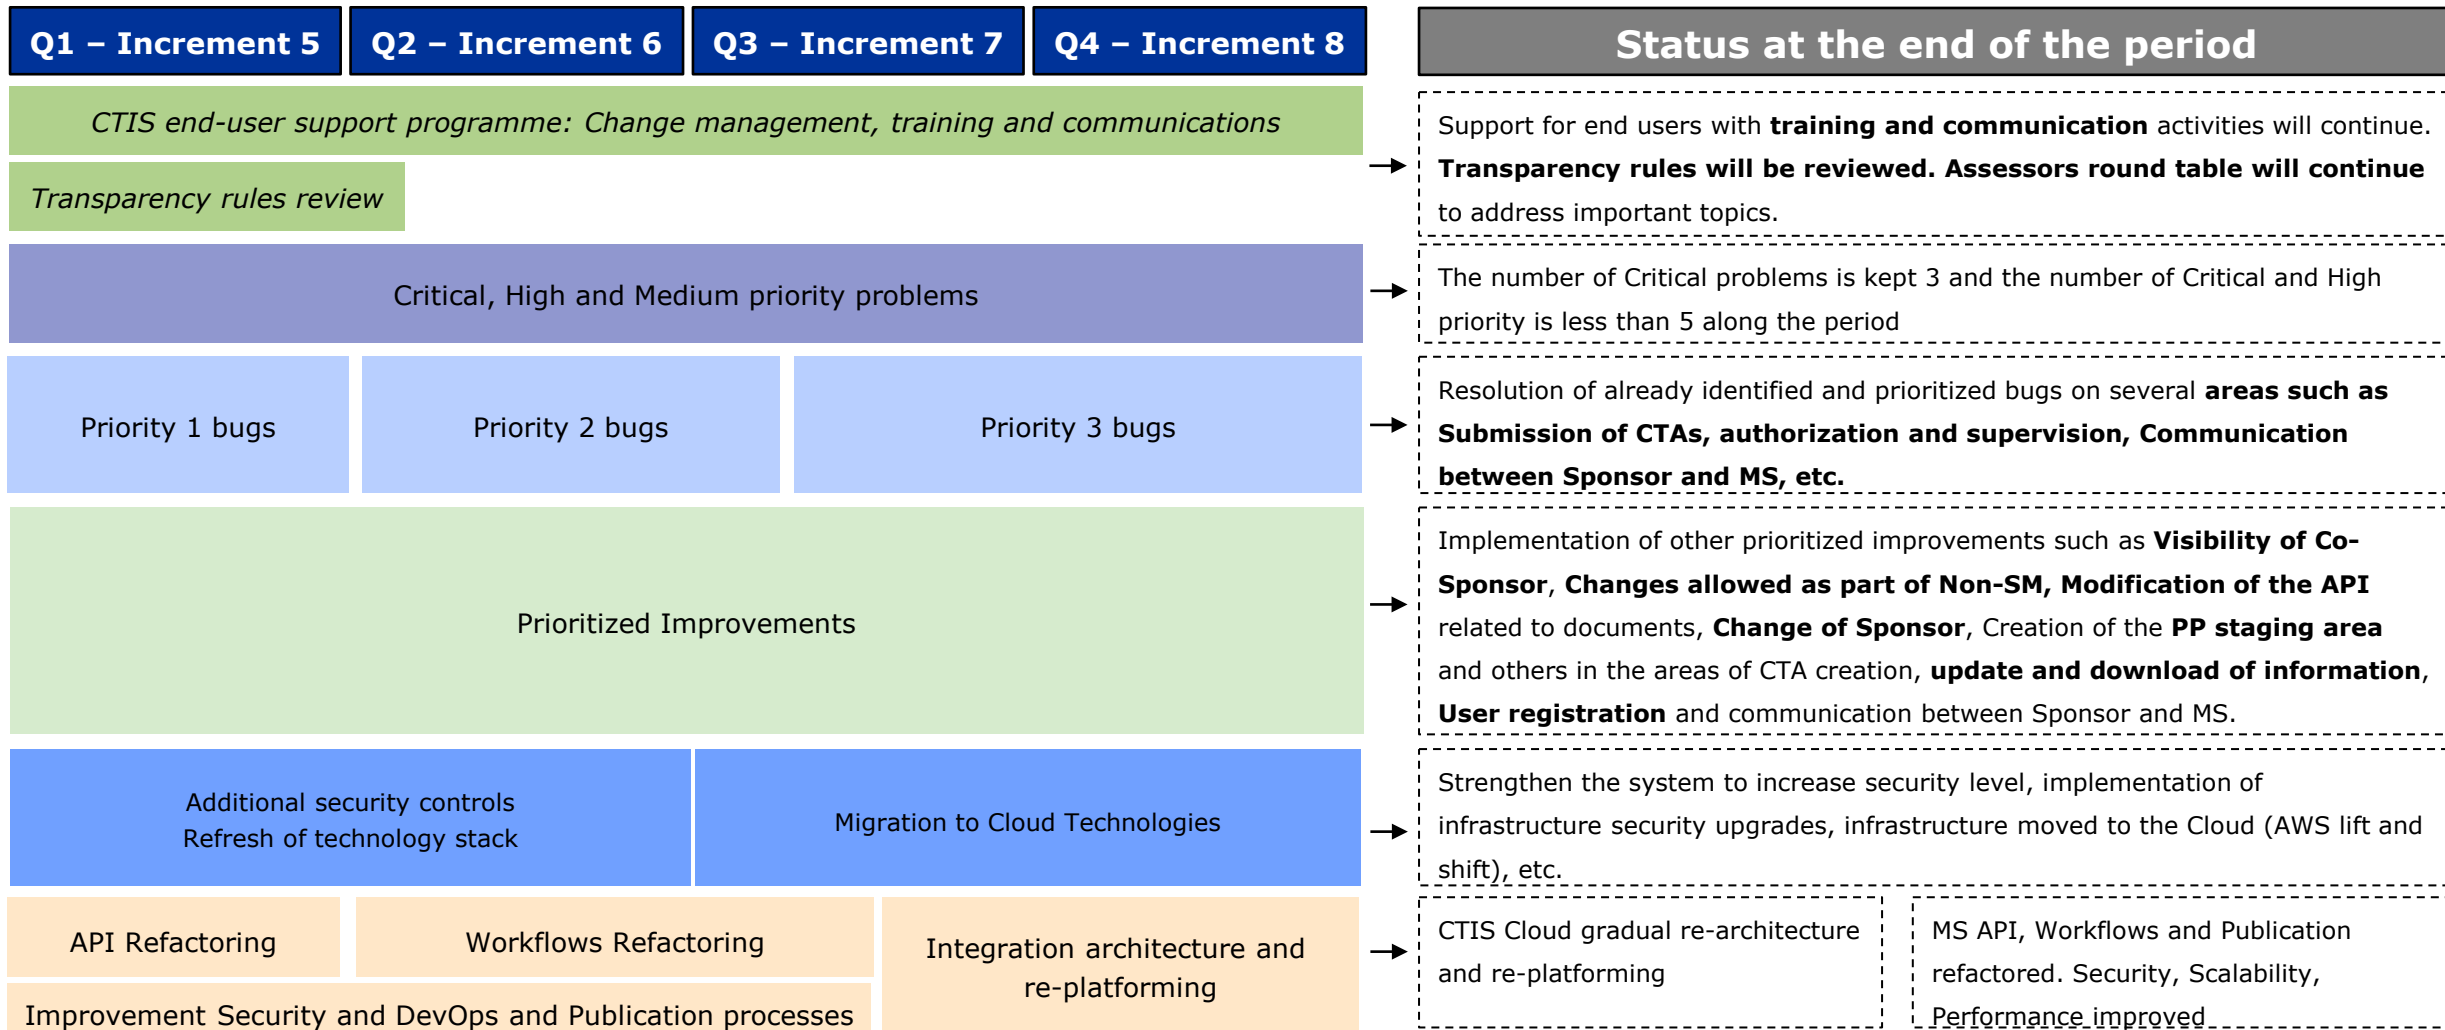 Q1 – Increment 5
Q2 – Increment 6
Q3 – Increment 7
Q4 – Increment 8
Status at the end of the period
CTIS end-user support programme: Change management, training and communications
Transparency rules review
Support for end users with training and communication activities will continue.
Transparency rules will be reviewed. Assessors round table will continue
to address important topics.
Critical, High and Medium priority problems
The number of Critical problems is kept 3 and the number of Critical and High
priority is less than 5 along the period
Priority 1 bugs
Priority 2 bugs
Priority 3 bugs
Resolution of already identified and prioritized bugs on several areas such as
Submission of CTAs, authorization and supervision, Communication
between Sponsor and MS, etc.
Prioritized Improvements
Implementation of other prioritized improvements such as Visibility of Co-
Sponsor, Changes allowed as part of Non-SM, Modification of the API
related to documents, Change of Sponsor, Creation of the PP staging area
and others in the areas of CTA creation, update and download of information,
User registration and communication between Sponsor and MS.
Additional security controls
Refresh of technology stack
Migration to Cloud Technologies
Strengthen the system to increase security level, implementation of
infrastructure security upgrades, infrastructure moved to the Cloud (AWS lift and
shift), etc.
API Refactoring
Workflows Refactoring
Improvement Security and DevOps and Publication processes
Integration architecture and
re-platforming
CTIS Cloud gradual re-architecture
and re-platforming
MS API, Workflows and Publication
refactored. Security, Scalability,
Performance improved